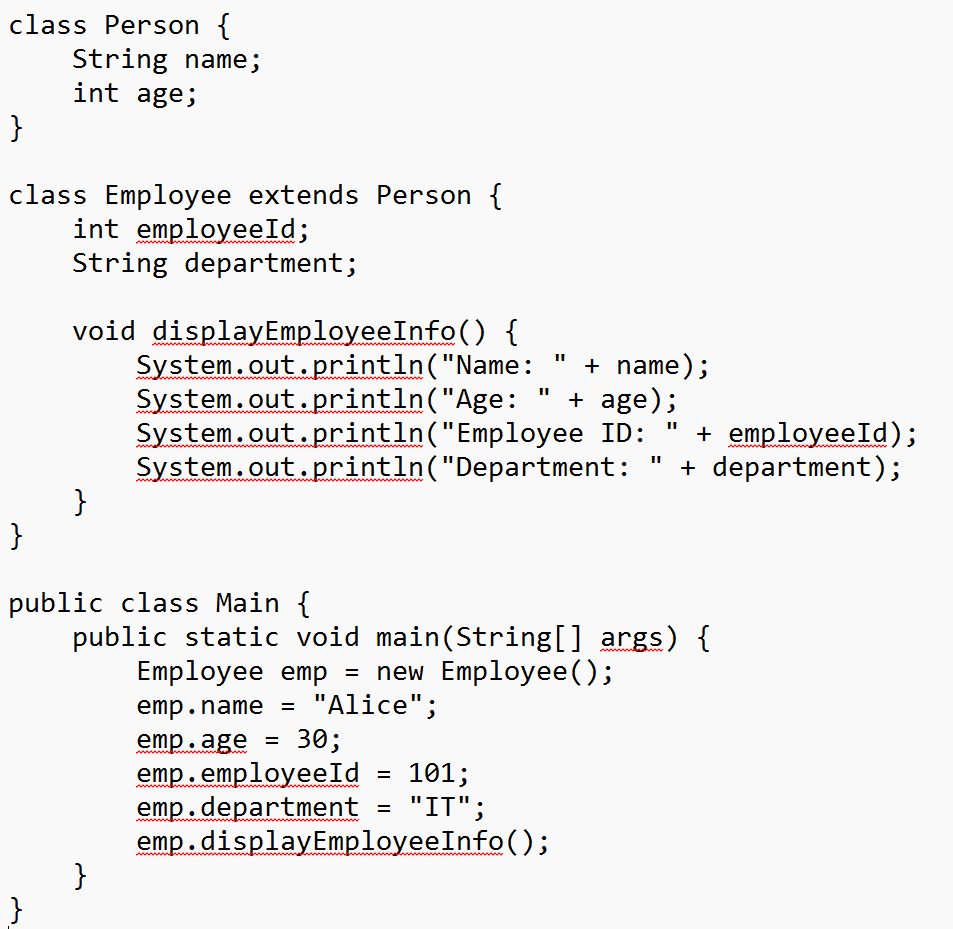 class Person {
    String name;
    int age;
}

class Employee extends Person {
    int employeeId;
    String department;

    void displayEmployeeInfo() {
        System.out.println("Name: " + name);
        System.out.println("Age: " + age);
        System.out.println("Employee ID: " + employeeId);
        System.out.println("Department: " + department);
    }
}

public class Main {
    public static void main(String[] args) {
        Employee emp = new Employee();
        emp.name = "Alice";
        emp.age = 30;
        emp.employeeId = 101;
        emp.department = "IT";
        emp.displayEmployeeInfo();
    }
}